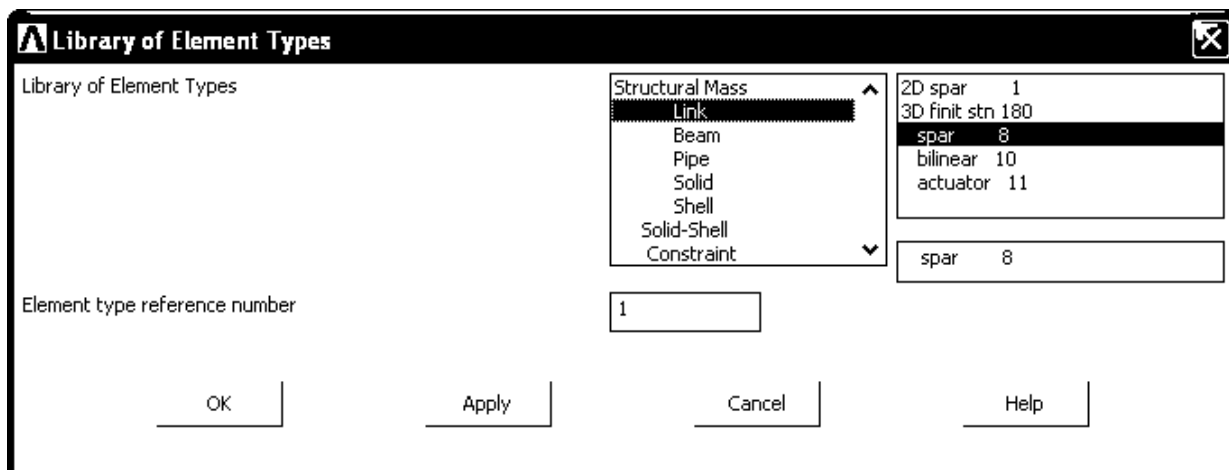 Library of Element Types
Library of Element Types
Structural Mass
Link
Beam
Pipe
Solid
Shell
Solid-Shell
Constraint
2D spar 1
3D finit stn 180
spar 8
bilinear 10
actuator 11
spar 8
Element type reference number
1
OK Apply Cancel Help